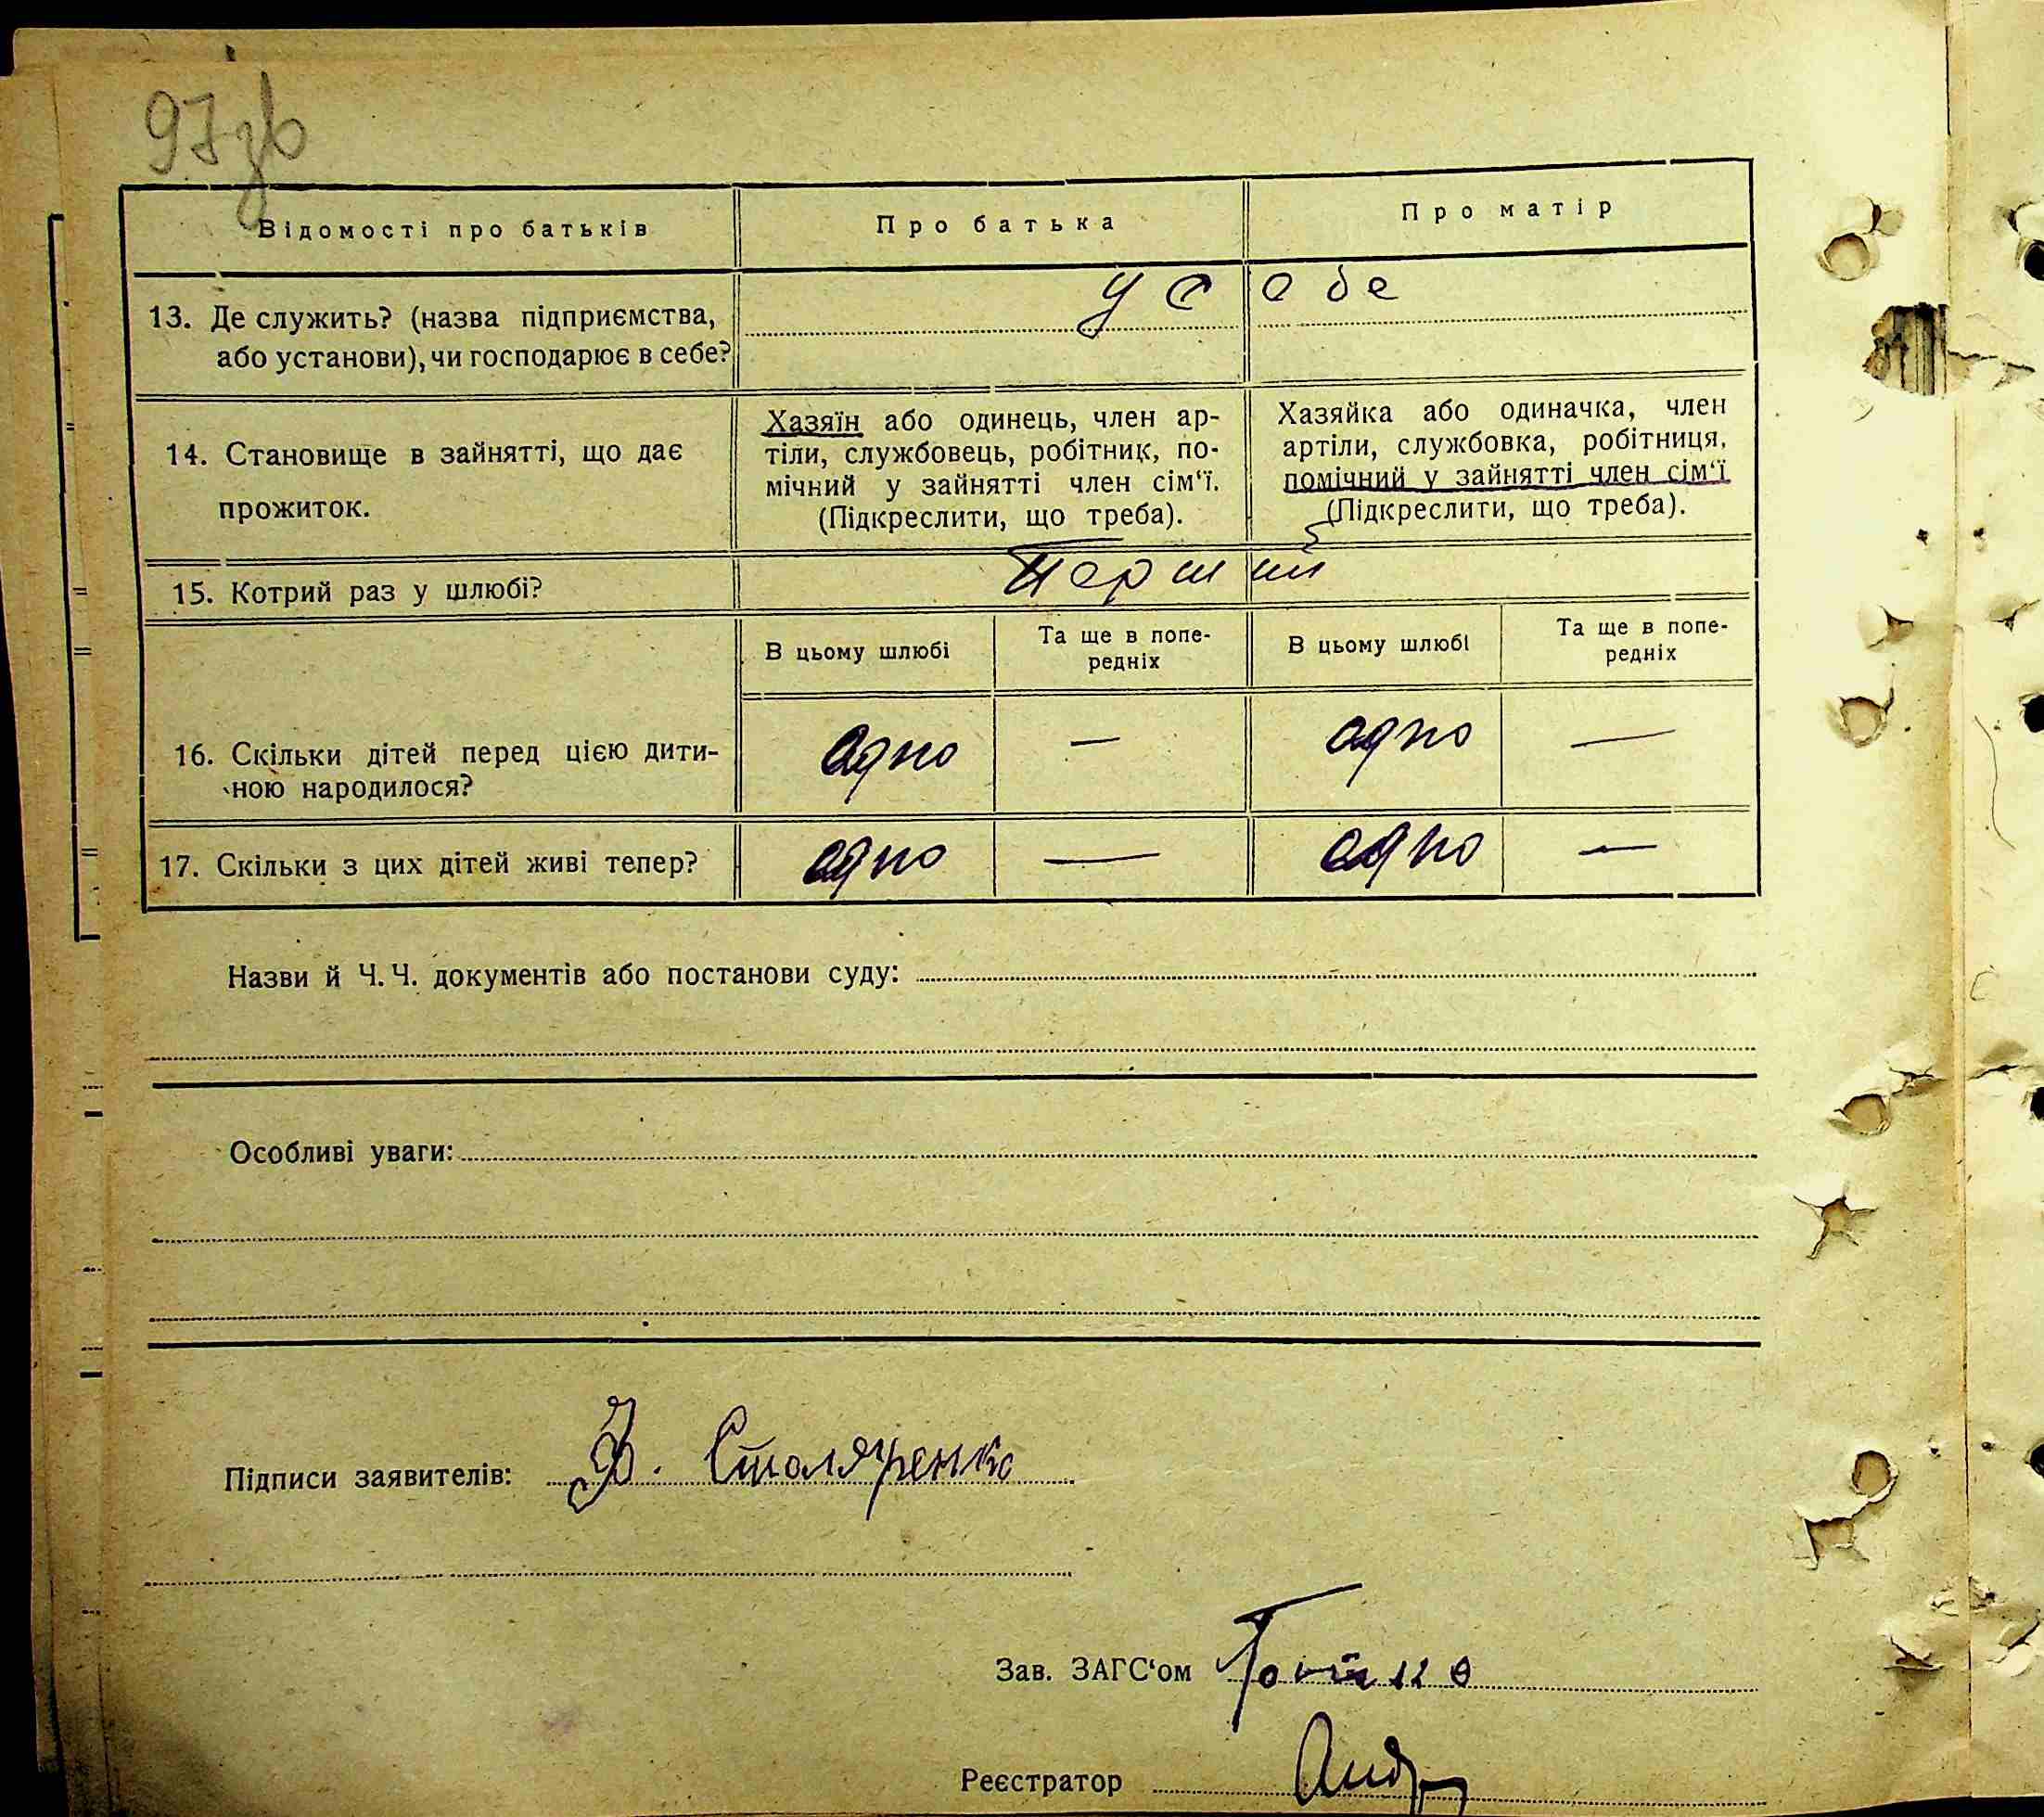 97зв
Відомості про батьків
Про батька
Про матір
13. Де служить? (назва підприємства,
або установи), чи господарює в себе?
у себе
14. Становище в зайнятті, що дає
прожиток.
Хазяїн або одинець, член ар-
тіли, службовець, робітник, по-
мічний у зайнятті член сім‘ї.
(Підкреслити, що треба).
Хазяйка або одиначка, член
артіли, службовка, робітниця,
помічний у зайнятті член сім‘ї
(Підкреслити, що треба).
15. Котрий раз у шлюбі?
Перший
В цьому шлюбі
Та ще в попе-
редніх
В цьому шлюбі
Та ще в попе-
редніх
16. Скільки дітей перед цією дити-
ною народилося?
одно
—
одно
—
17. Скільки з цих дітей живі тепер?
одно
—
одно
—
Назви й Ч. Ч. документів або постанови суду:
Особливі уваги:
Підписи заявителів:
Столяренко
Зав. ЗАГС‘ом
Реєстратор